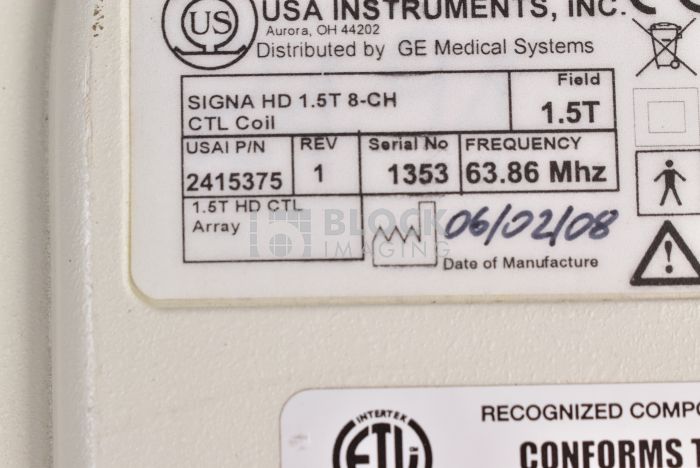 US
USA INSTRUMENTS, INC.
Aurora, OH 44202
Distributed by GE Medical Systems
SIGNA HD 1.5T 8-CH
CTL Coil
Field
1.5T
USAI P/N
2415375
REV
1
Serial No
1353
FREQUENCY
63.86 Mhz
1.5T HD CTL
Array
06/02/08
Date of Manufacture
BLOCK
IMAGING
INTERTEK
ETL
RECOGNIZED COMPO
CONFORMS T